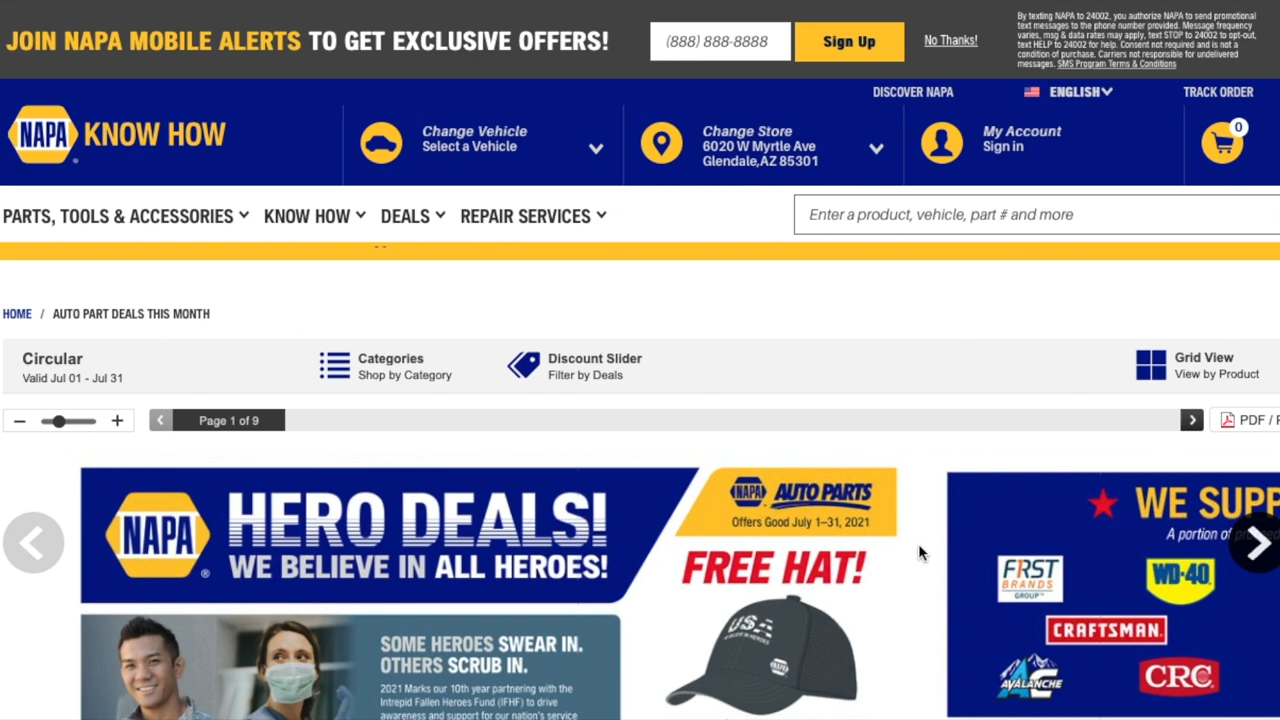 JOIN NAPA MOBILE ALERTS TO GET EXCLUSIVE OFFERS!
(888) 888-8888
Sign Up
No Thanks!
By texting NAPA to 24002, you authorize NAPA to send promotional
text messages to the phone number provided. Message frequency
varies, msg & data rates may apply, text STOP to 24002 to opt-out,
text HELP to 24002 for help. Consent not required and is not a
condition of purchase. Carriers not responsible for undelivered
messages. SMS Program Terms & Conditions
DISCOVER NAPA
ENGLISH
TRACK ORDER
NAPA KNOW HOW
Change Vehicle
Select a Vehicle
Change Store
6020 W Myrtle Ave
Glendale,AZ 85301
My Account
Sign in
0
PARTS, TOOLS & ACCESSORIES
KNOW HOW
DEALS
REPAIR SERVICES
Enter a product, vehicle, part # and more
HOME / AUTO PART DEALS THIS MONTH
Circular
Valid Jul 01 - Jul 31
Categories
Shop by Category
Discount Slider
Filter by Deals
Grid View
View by Product
Page 1 of 9
PDF /
NAPA
HERO DEALS!
WE BELIEVE IN ALL HEROES!
NAPA AUTO PARTS
Offers Good July 1–31, 2021
FREE HAT!
USA
NAPA
SOME HEROES SWEAR IN.
OTHERS SCRUB IN.
2021 Marks our 10th year partnering with the
Intrepid Fallen Heroes Fund (IFHF) to drive
awareness and support for our nation's service
WE SUPP
A portion of
FIRST
BRANDS
GROUP
WD-40
CRAFTSMAN
AVALANCHE
CRC